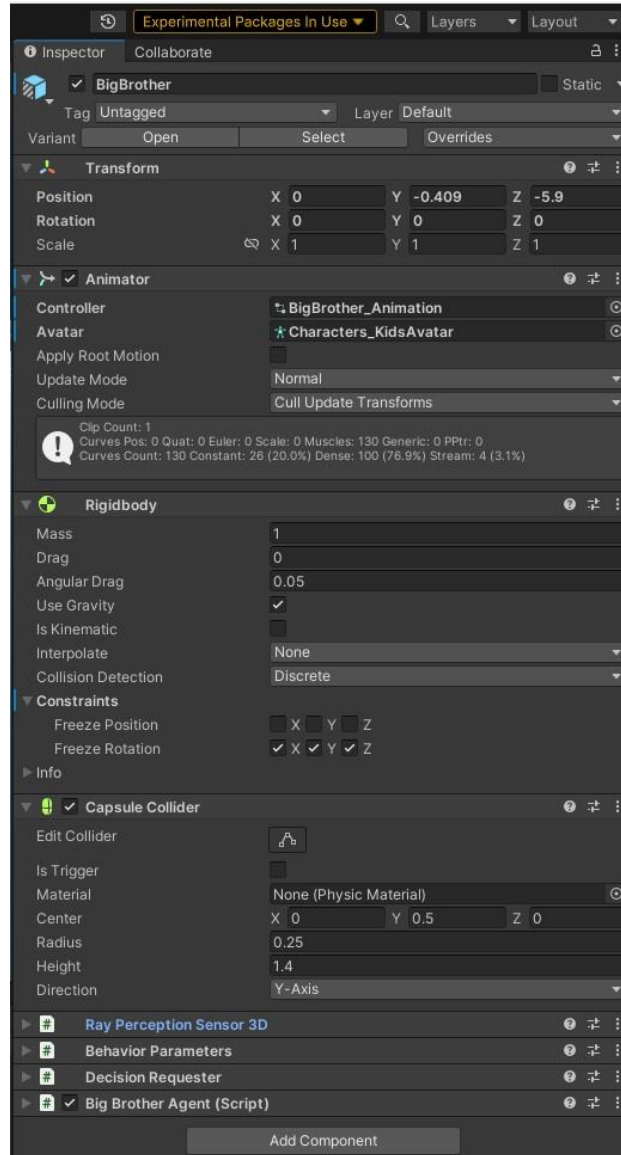 Experimental Packages In Use Layers Layout
Inspector Collaborate
BigBrother Static
Tag Untagged Layer Default
Variant Open Select Overrides
Transform
Position X 0 Y -0.409 Z -5.9
Rotation X 0 Y 0 Z 0
Scale X 1 Y 1 Z 1
Animator
Controller BigBrother_Animation
Avatar Characters_KidsAvatar
Apply Root Motion
Update Mode Normal
Culling Mode Cull Update Transforms
Clip Count: 1
Curves Pos: 0 Quat: 0 Euler: 0 Scale: 0 Muscles: 130 Generic: 0 PPtr: 0
Curves Count: 130 Constant: 26 (20.0%) Dense: 100 (76.9%) Stream: 4 (3.1%)
Rigidbody
Mass 1
Drag 0
Angular Drag 0.05
Use Gravity
Is Kinematic
Interpolate None
Collision Detection Discrete
Constraints
Freeze Position X Y Z
Freeze Rotation X Y Z
Info
Capsule Collider
Edit Collider
Is Trigger
Material None (Physic Material)
Center X 0 Y 0.5 Z 0
Radius 0.25
Height 1.4
Direction Y-Axis
# Ray Perception Sensor 3D
# Behavior Parameters
# Decision Requester
# Big Brother Agent (Script)
Add Component